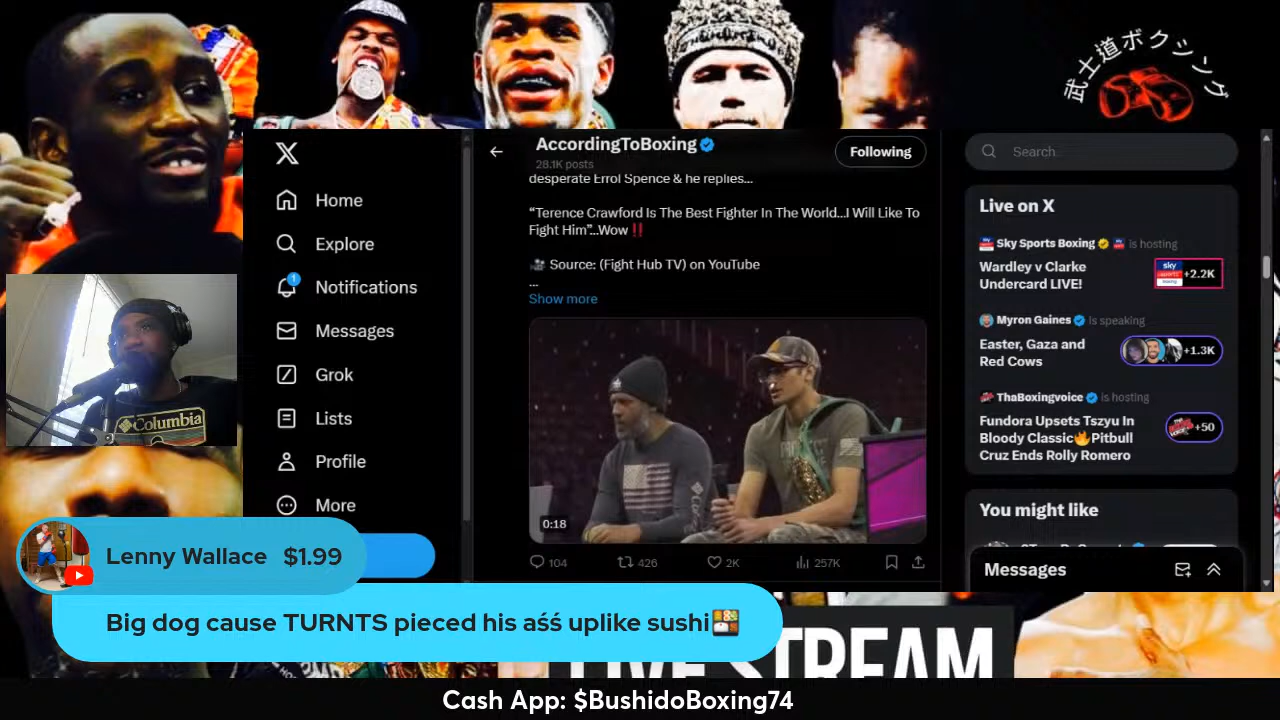 武士道ボクシング
X
Home
Explore
1
Notifications
Messages
Grok
Lists
Profile
More
AccordingToBoxing
28.1K posts
Following
desperate Errol Spence & he replies...
“Terence Crawford Is The Best Fighter In The World...I Will Like To
Fight Him”...Wow‼️
🎥 Source: (Fight Hub TV) on YouTube
...
Show more
0:18
104
426
2K
257K
Search
Live on X
Sky Sports Boxing is hosting
Wardley v Clarke
Undercard LIVE!
sky
+2.2K
Myron Gaines is speaking
Easter, Gaza and
Red Cows
+1.3K
ThaBoxingvoice is hosting
Fundora Upsets Tszyu In
Bloody Classic🔥Pitbull
Cruz Ends Rolly Romero
+50
You might like
Messages
Columbia
Lenny Wallace $1.99
Big dog cause TURNTS pieced his aśś uplike sushi🍱
LIVE STREAM
Cash App: $BushidoBoxing74